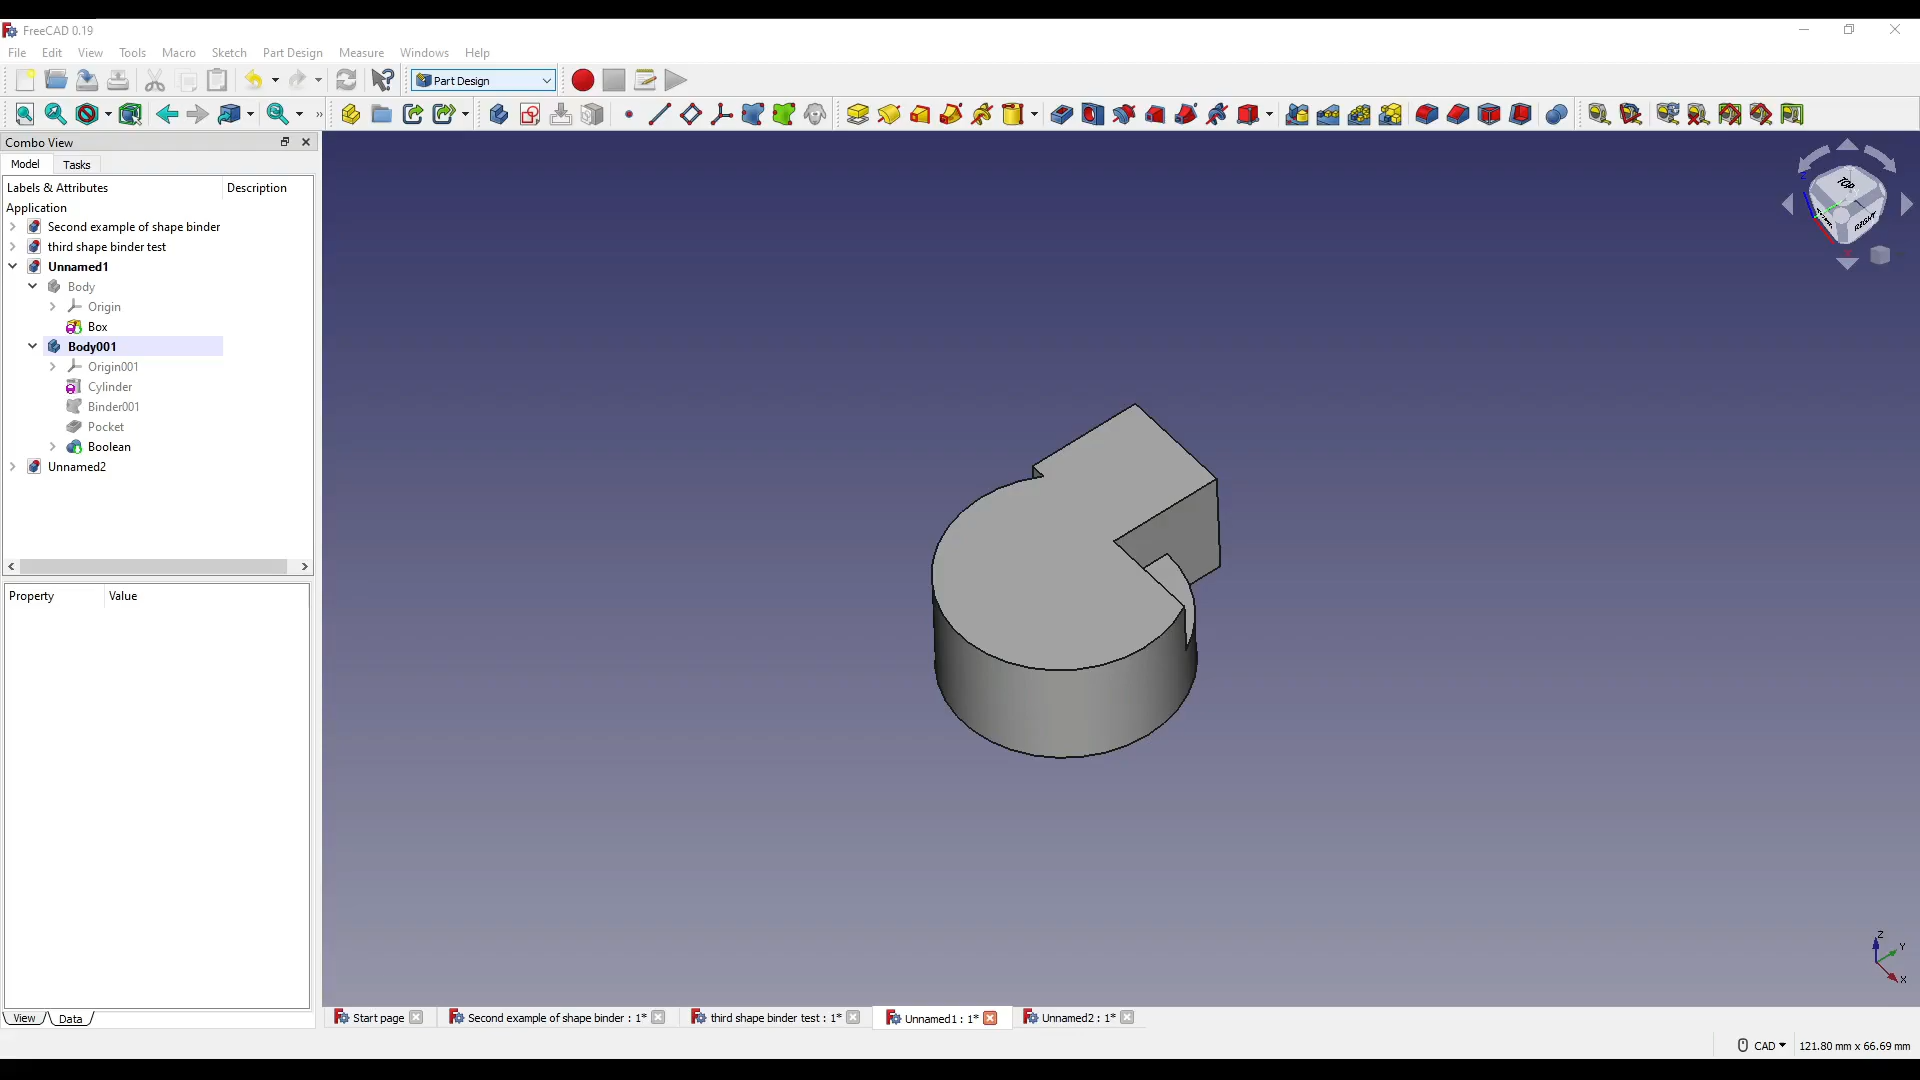 FreeCAD 0.19
File Edit View Tools Macro Sketch Part Design Measure Windows Help
Part Design
Combo View
Model Tasks
Labels & Attributes Description
Application
Second example of shape binder
third shape binder test
Unnamed1
Body
Origin
Box
Body001
Origin001
Cylinder
Binder001
Pocket
Boolean
Unnamed2
Property Value
View Data
TOP
RIGHT
Z
Y
X
Start page
Second example of shape binder : 1*
third shape binder test : 1*
Unnamed1 : 1*
Unnamed2 : 1*
CAD
121.80 mm x 66.69 mm